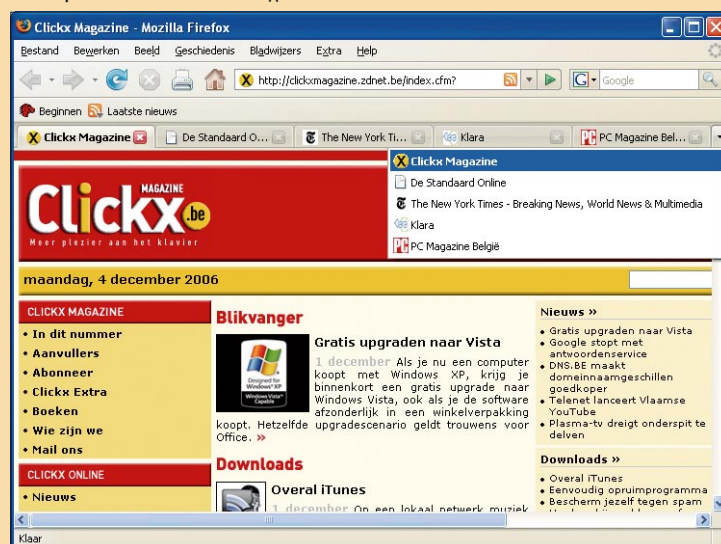 Clickx Magazine - Mozilla Firefox
Bestand Bewerken Beeld Geschiedenis Bladwijzers Extra Help
http://clickxmagazine.zdnet.be/index.cfm?
G Google
Beginnen Laatste nieuws
Clickx Magazine De Standaard O... The New York Ti... Klara PC Magazine Bel...
Clickx Magazine
De Standaard Online
The New York Times - Breaking News, World News & Multimedia
Klara
PC Magazine België
MAGAZINE
Clickx.be
Meer plezier aan het klavier
maandag, 4 december 2006
CLICKX MAGAZINE
• In dit nummer
• Aanvullers
• Abonneer
• Clickx Extra
• Boeken
• Wie zijn we
• Mail ons
CLICKX ONLINE
• Nieuws
Blikvanger
Designed for
Windows® XP
Windows Vista™
Capable
Gratis upgraden naar Vista
1 december Als je nu een computer
koopt met Windows XP, krijg je
binnenkort een gratis upgrade naar
Windows Vista, ook als je de software
afzonderlijk in een winkelverpakking
koopt. Hetzelfde upgradescenario geldt trouwens voor
Office. »
Downloads
Overal iTunes
1 december Op een lokaal netwerk muziek
Nieuws »
• Gratis upgraden naar Vista
• Google stopt met
antwoordenservice
• DNS.BE maakt
domeinnaamgeschillen
goedkoper
• Telenet lanceert Vlaamse
YouTube
• Plasma-tv dreigt onderspit te
delven
Downloads »
• Overal iTunes
• Eenvoudig opruimprogramma
• Bescherm jezelf tegen spam
Klaar